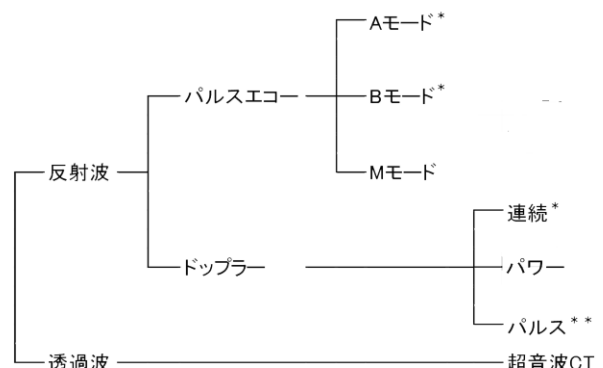 Aモード*
パルスエコー
Bモード*
反射波
Mモード
連続*
ドップラー
パワー
パルス**
透過波
超音波CT